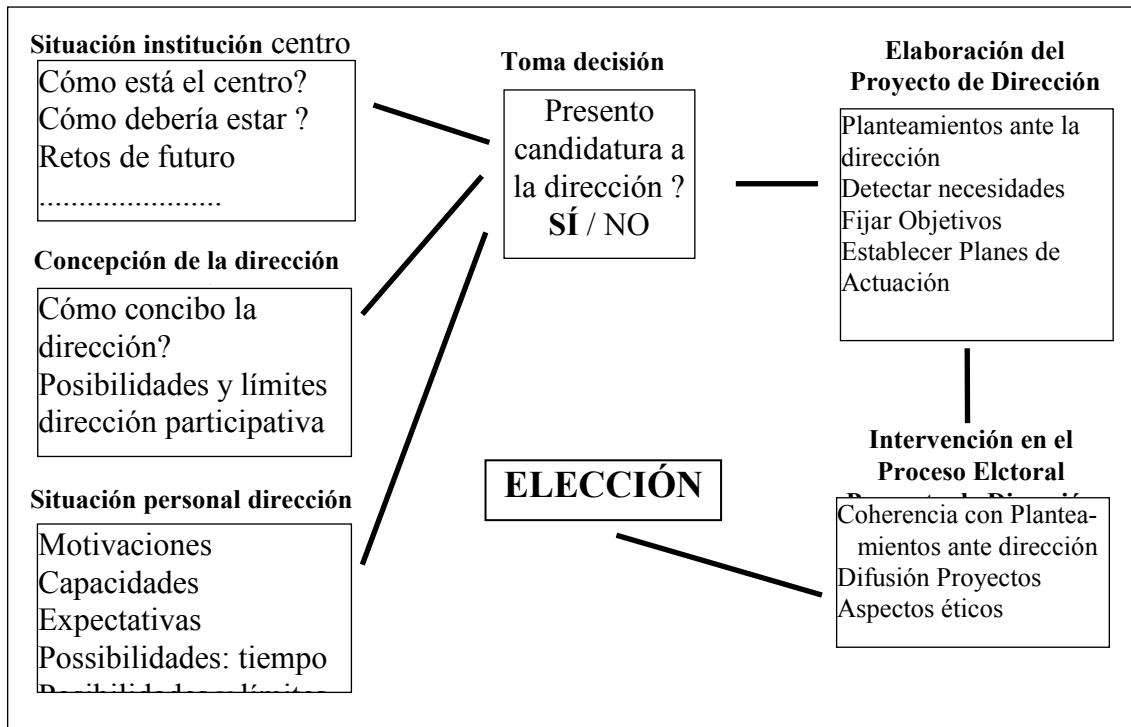 Situación institución centro
Cómo está el centro?
Cómo debería estar ?
Retos de futuro
......................
Concepción de la dirección
Cómo concibo la
dirección?
Posibilidades y límites
dirección participativa
Situación personal dirección
Motivaciones
Capacidades
Expectativas
Possibilidades: tiempo
Posibilidades y límites
Toma decisión
Presento
candidatura a
la dirección ?
SÍ / NO
Elaboración del
Proyecto de Dirección
Planteamientos ante la
dirección
Detectar necesidades
Fijar Objetivos
Establecer Planes de
Actuación
Intervención en el
Proceso Elctoral
Coherencia con Plantea-
mientos ante dirección
Difusión Proyectos
Aspectos éticos
ELECCIÓN